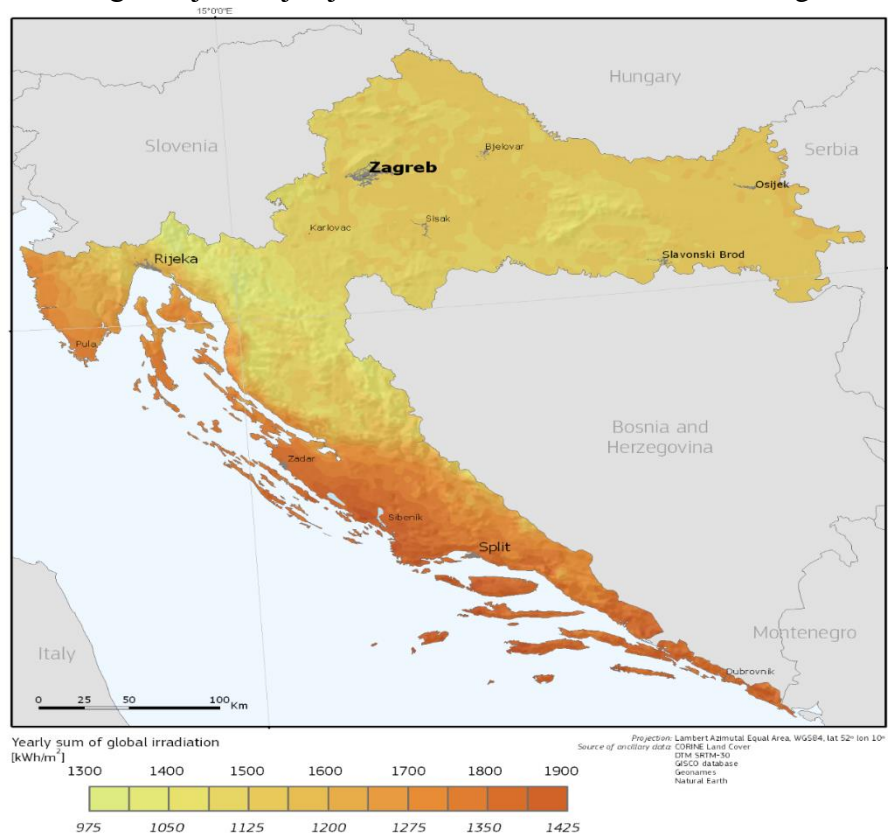 15°0'0"E
Hungary
Slovenia
Serbia
Bjelovar
Zagreb
Osijek
Karlovac
Sisak
Rijeka
Slavonski Brod
Pula
Bosnia and
Herzegovina
Zadar
Sibenik
Split
Italy
Montenegro
Dubrovnik
0 25 50 100 Km
Yearly sum of global irradiation
[kWh/m²]
Projection: Lambert Azimutal Equal Area, WGS84, lat 52° lon 10°
Source of ancillary data: CORINE Land Cover
DTM SRTM-30
GISCO database
Geonames
Natural Earth
1300 1400 1500 1600 1700 1800 1900
975 1050 1125 1200 1275 1350 1425